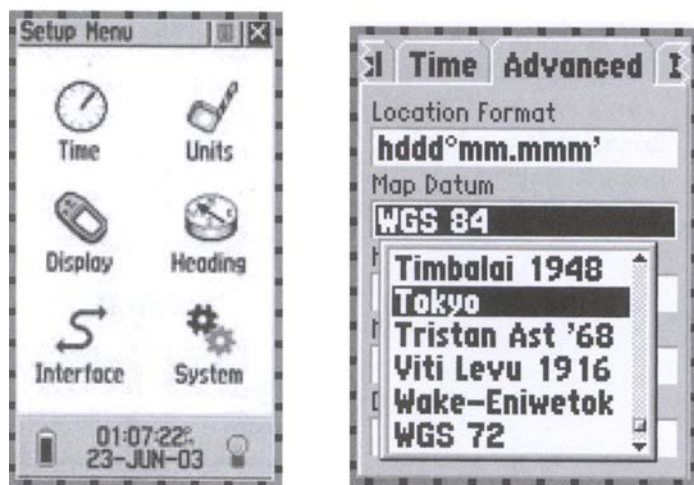 Setup Menu
Time
Units
Display
Heading
Interface
System
01:07:22
23-JUN-03
Time
Advanced
Location Format
hddd°mm.mmm'
Map Datum
WGS 84
Timbalai 1948
Tokyo
Tristan Ast '68
Viti Levu 1916
Wake-Eniwetok
WGS 72